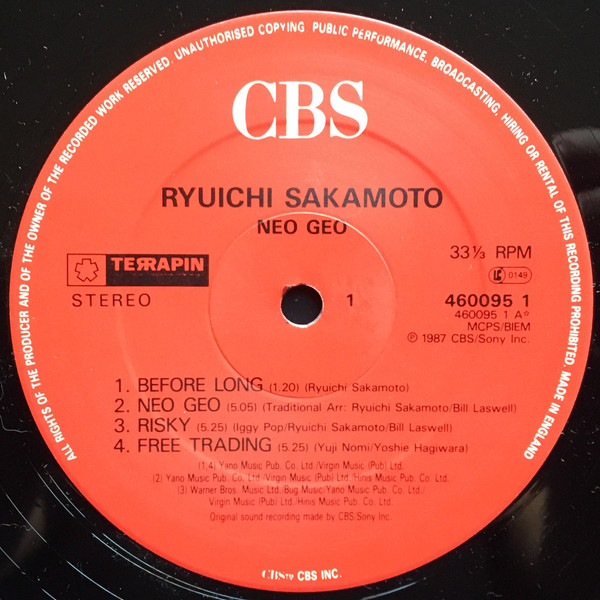 ALL RIGHTS OF THE PRODUCER AND OF THE OWNER OF THE RECORDED WORK RESERVED. UNAUTHORISED COPYING PUBLIC PERFORMANCE, BROADCASTING, HIRING OR RENTAL OF THIS RECORDING PROHIBITED. MADE IN ENGLAND
CBS
RYUICHI SAKAMOTO
NEO GEO
33⅓ RPM
TERRAPIN
LC 0149
STEREO
1
460095 1
460095 1 A☆
MCPS/BIEM
℗ 1987 CBS/Sony Inc.
1. BEFORE LONG (1.20) (Ryuichi Sakamoto)
2. NEO GEO (5.05) (Traditional Arr: Ryuichi Sakamoto/Bill Laswell)
3. RISKY (5.25) (Iggy Pop/Ryuichi Sakamoto/Bill Laswell)
4. FREE TRADING (5.25) (Yuji Nomi/Yoshie Hagiwara)
(1,4) Yano Music Pub. Co. Ltd./Virgin Music (Pub) Ltd.
(2) Yano Music Pub. Co. Ltd./Virgin Music (Pub) Ltd./Hinis Music Pub. Co. Ltd.
(3) Warner Bros. Music Ltd./Bug Music/Yano Music Pub. Co. Ltd./
Virgin Music (Pub) Ltd./Hinis Music Pub. Co. Ltd.
Original sound recording made by CBS/Sony Inc.
CBS CBS INC.